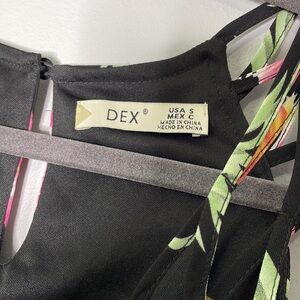 DEX®
USA S
MEX C
MADE IN CHINA
HECHO EN CHINA